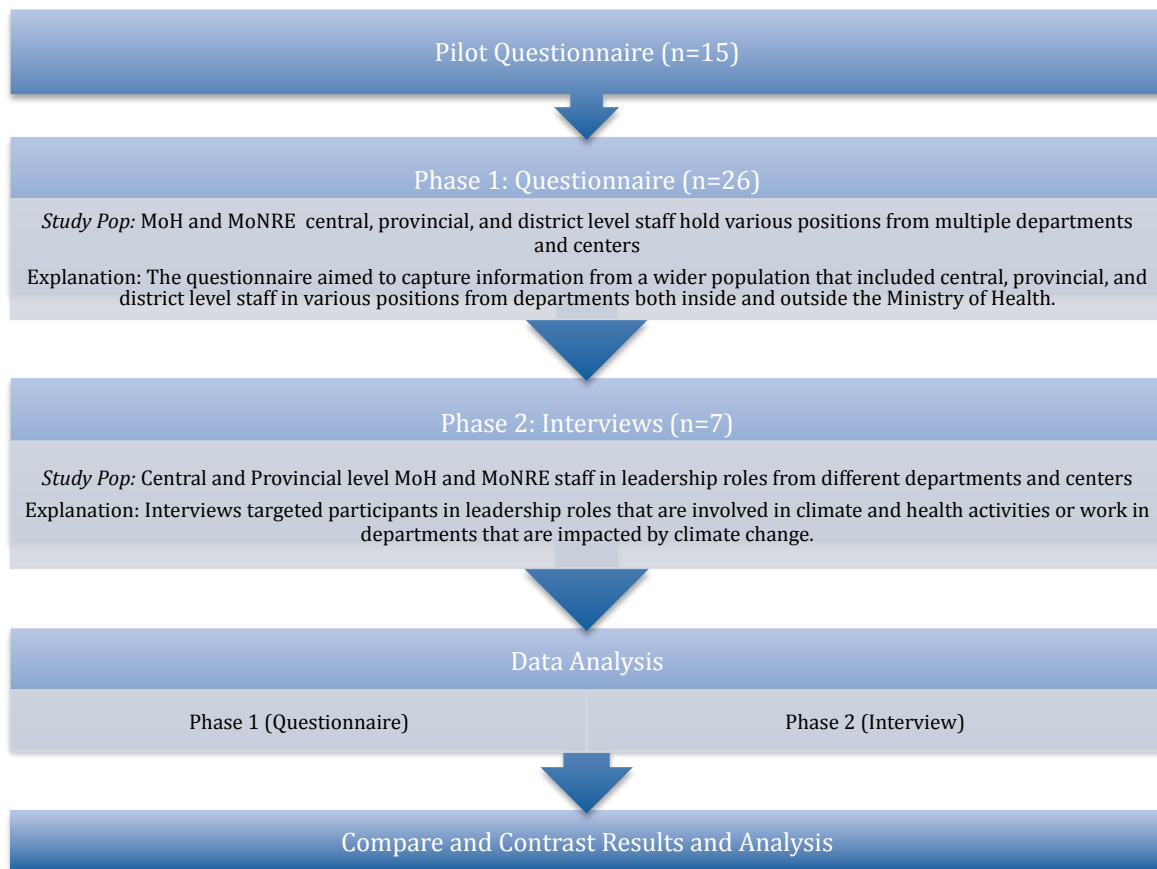 Pilot Questionnaire (n=15)
Phase 1: Questionnaire (n=26)
Study Pop: MoH and MoNRE central, provincial, and district level staff hold various positions from multiple departments
and centers
Explanation: The questionnaire aimed to capture information from a wider population that included central, provincial, and
district level staff in various positions from departments both inside and outside the Ministry of Health.
Phase 2: Interviews (n=7)
Study Pop: Central and Provincial level MoH and MoNRE staff in leadership roles from different departments and centers
Explanation: Interviews targeted participants in leadership roles that are involved in climate and health activities or work in
departments that are impacted by climate change.
Data Analysis
Phase 1 (Questionnaire)
Phase 2 (Interview)
Compare and Contrast Results and Analysis